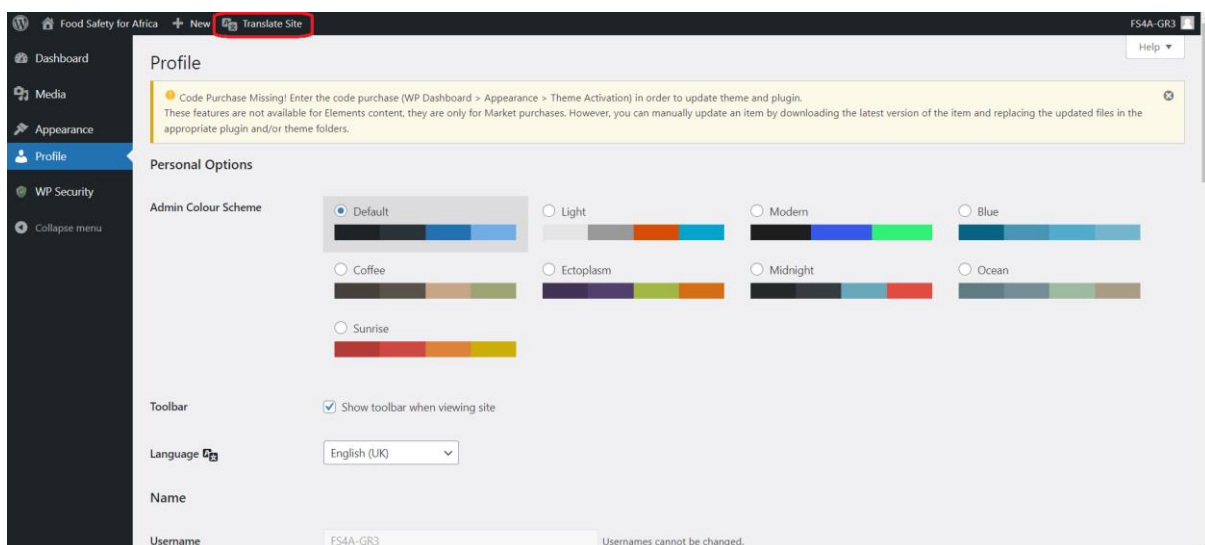 Food Safety for Africa + New Translate Site FS4A-GR3
Help ▼
Dashboard
Media
Appearance
Profile
WP Security
Collapse menu
Profile
Code Purchase Missing! Enter the code purchase (WP Dashboard > Appearance > Theme Activation) in order to update theme and plugin.
These features are not available for Elements content, they are only for Market purchases. However, you can manually update an item by downloading the latest version of the item and replacing the updated files in the
appropriate plugin and/or theme folders.
Personal Options
Admin Colour Scheme
Default Light Modern Blue
Coffee Ectoplasm Midnight Ocean
Sunrise
Toolbar Show toolbar when viewing site
Language English (UK)
Name
Username FS4A-GR3 Usernames cannot be changed.